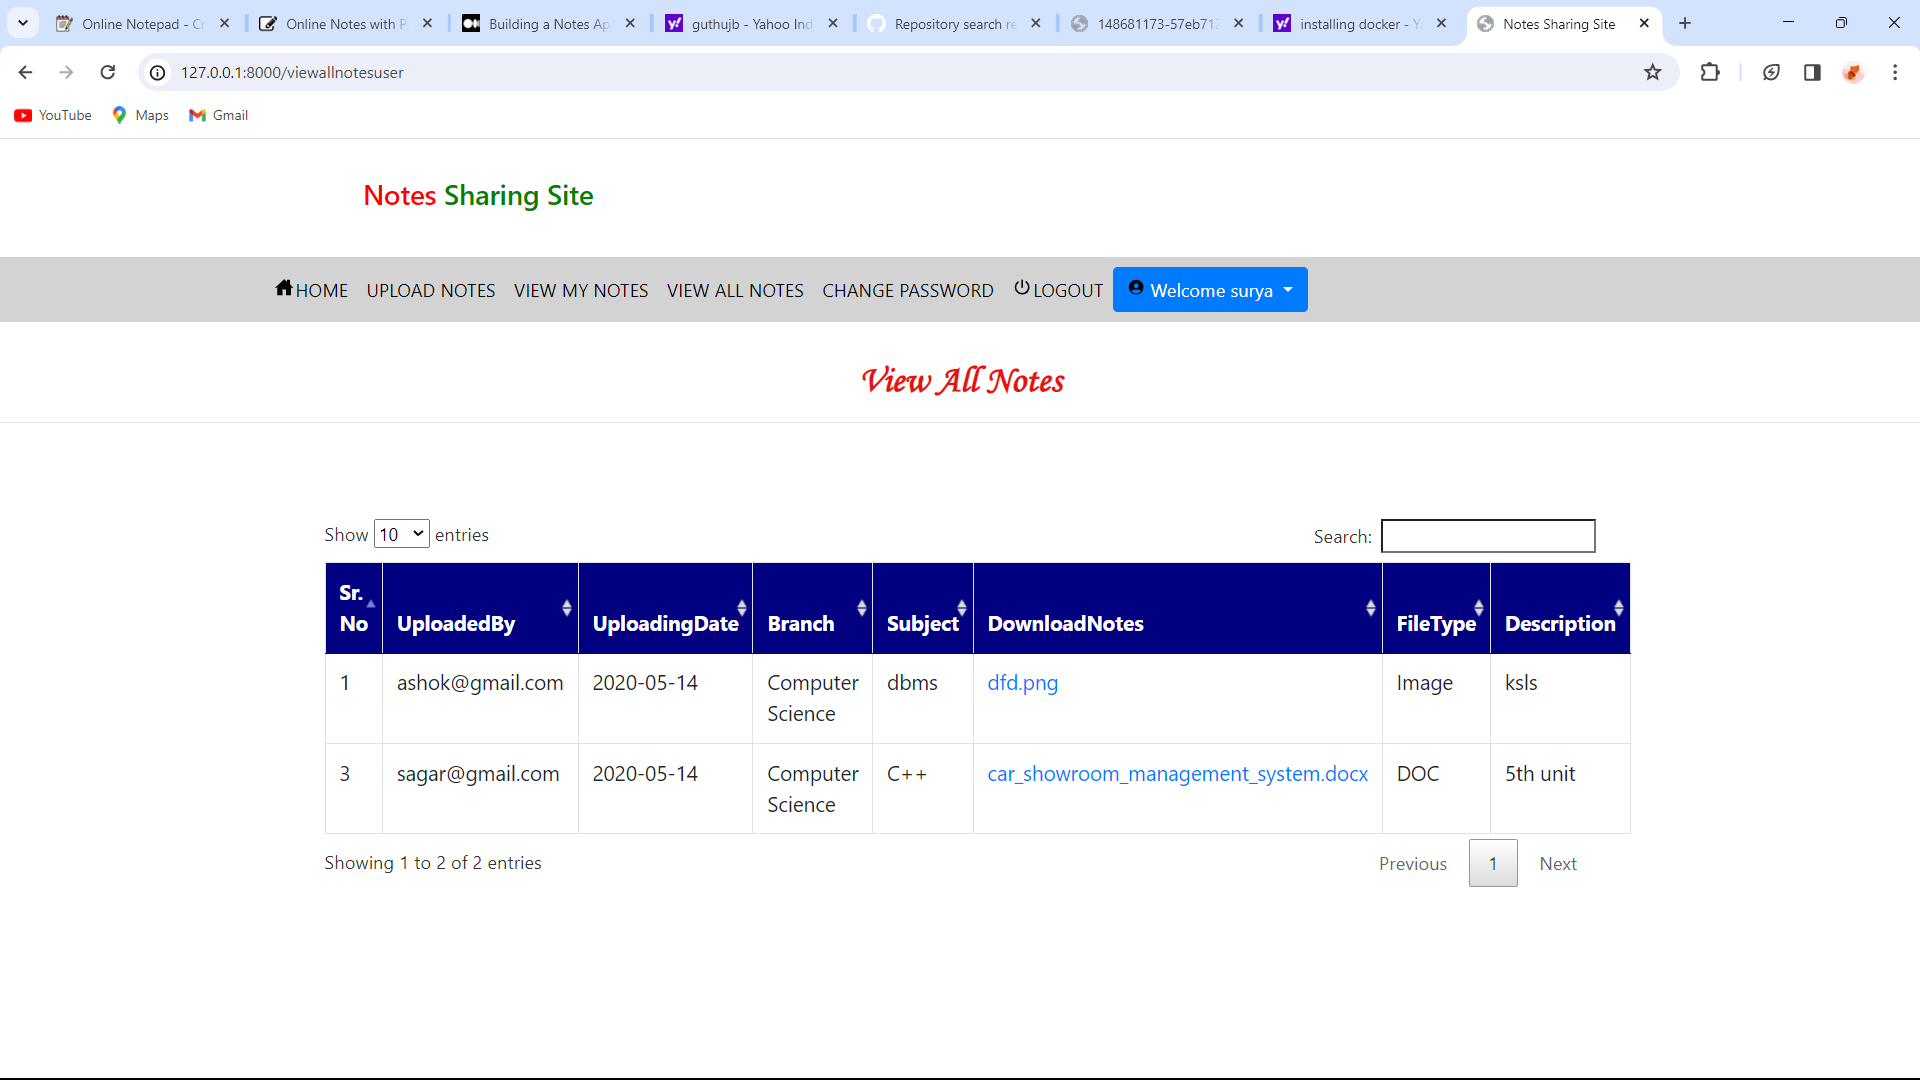 Online Notepad - Cr
Online Notes with P
Building a Notes Ap
guthujb - Yahoo Ind
Repository search re
148681173-57eb712
installing docker - Y
Notes Sharing Site
127.0.0.1:8000/viewallnotesuser
YouTube Maps Gmail
Notes Sharing Site
HOME UPLOAD NOTES VIEW MY NOTES VIEW ALL NOTES CHANGE PASSWORD LOGOUT Welcome surya
View All Notes
Show 10 entries Search:
Sr. No UploadedBy UploadingDate Branch Subject DownloadNotes FileType Description
1 ashok@gmail.com 2020-05-14 Computer Science dbms dfd.png Image ksls
3 sagar@gmail.com 2020-05-14 Computer Science C++ car_showroom_management_system.docx DOC 5th unit
Showing 1 to 2 of 2 entries Previous 1 Next